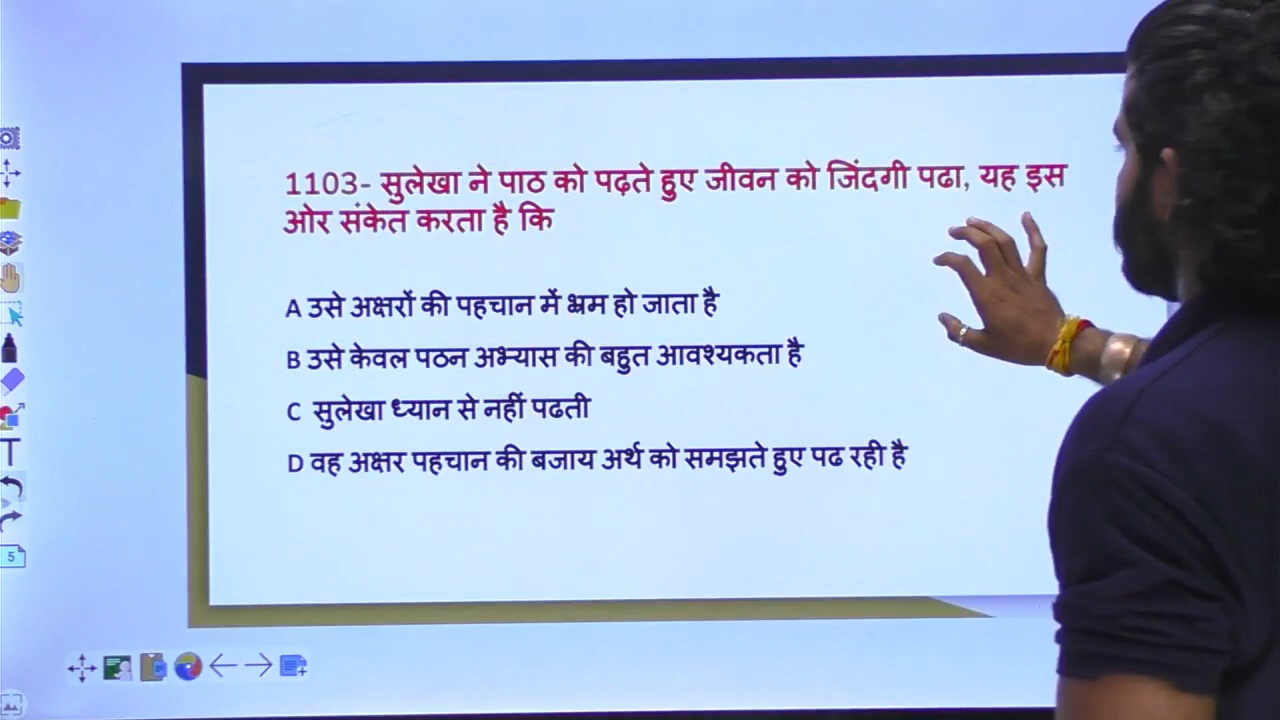 1103- सुलेखा ने पाठ को पढ़ते हुए जीवन को जिंदगी पढा, यह इस
ओर संकेत करता है कि
A उसे अक्षरों की पहचान में भ्रम हो जाता है
B उसे केवल पठन अभ्यास की बहुत आवश्यकता है
C सुलेखा ध्यान से नहीं पढती
D वह अक्षर पहचान की बजाय अर्थ को समझते हुए पढ रही है
5